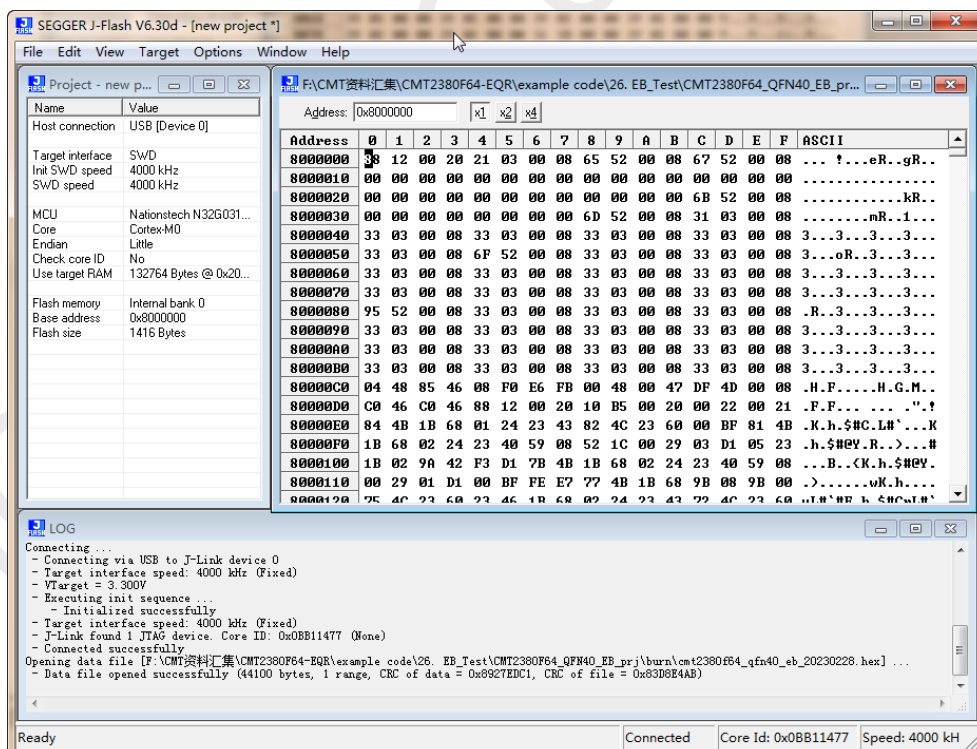 SEGGER J-Flash V6.30d - [new project *]
File Edit View Target Options Window Help
Project - new p...
Name Value
Host connection USB [Device 0]
Target interface SWD
Init SWD speed 4000 kHz
SWD speed 4000 kHz
MCU Nationstech N32G031...
Core Cortex-M0
Endian Little
Check core ID No
Use target RAM 132764 Bytes @ 0x20...
Flash memory Internal bank 0
Base address 0x8000000
Flash size 1416 Bytes
F:\CMT资料汇集\CMT2380F64-EQR\example code\26. EB_Test\CMT2380F64_QFN40_EB_pr...
Address: 0x8000000 x1 x2 x4
Address 0 1 2 3 4 5 6 7 8 9 A B C D E F ASCII
8000000 38 12 00 20 21 03 00 08 65 52 00 08 67 52 00 08 ... !...eR..gR..
8000010 00 00 00 00 00 00 00 00 00 00 00 00 00 00 00 00 ................
8000020 00 00 00 00 00 00 00 00 00 00 00 00 6B 52 00 08 ............kR..
8000030 00 00 00 00 00 00 00 00 6D 52 00 08 31 03 00 08 ........mR..1...
8000040 33 03 00 08 33 03 00 08 33 03 00 08 33 03 00 08 3...3...3...3...
8000050 33 03 00 08 6F 52 00 08 33 03 00 08 33 03 00 08 3...oR..3...3...
8000060 33 03 00 08 33 03 00 08 33 03 00 08 33 03 00 08 3...3...3...3...
8000070 33 03 00 08 33 03 00 08 33 03 00 08 33 03 00 08 3...3...3...3...
8000080 95 52 00 08 33 03 00 08 33 03 00 08 33 03 00 08 .R..3...3...3...
8000090 33 03 00 08 33 03 00 08 33 03 00 08 33 03 00 08 3...3...3...3...
80000A0 33 03 00 08 33 03 00 08 33 03 00 08 33 03 00 08 3...3...3...3...
80000B0 33 03 00 08 33 03 00 08 33 03 00 08 33 03 00 08 3...3...3...3...
80000C0 04 48 85 46 08 F0 E6 FB 00 48 00 47 DF 4D 00 08 .H.F.....H.G.M..
80000D0 C0 46 C0 46 88 12 00 20 10 B5 00 20 00 22 00 21 .F.F... ... .".!
80000E0 84 4B 1B 68 01 24 23 43 82 4C 23 60 00 BF 81 4B .K.h.$#C.L#`...K
80000F0 1B 68 02 24 23 40 59 08 52 1C 00 29 03 D1 05 23 .h.$#@Y.R..)...#
8000100 1B 02 9A 42 F3 D1 7B 4B 1B 68 02 24 23 40 59 08 ...B..{K.h.$#@Y.
8000110 00 29 01 D1 00 BF FE E7 77 4B 1B 68 9B 08 9B 00 .)......wK.h....
8000120 75 4C 23 60 23 46 1B 68 02 24 23 43 72 4C 23 60 uL#`#F.h.$#CrL#`
LOG
Connecting ...
- Connecting via USB to J-Link device 0
- Target interface speed: 4000 kHz (Fixed)
- VTarget = 3.300V
- Executing init sequence ...
- Initialized successfully
- Target interface speed: 4000 kHz (Fixed)
- J-Link found 1 JTAG device. Core ID: 0x0BB11477 (None)
- Connected successfully
Opening data file [F:\CMT资料汇集\CMT2380F64-EQR\example code\26. EB_Test\CMT2380F64_QFN40_EB_prj\burn\cmt2380f64_qfn40_eb_20230228.hex] ...
- Data file opened successfully (44100 bytes, 1 range, CRC of data = 0x8927EDC1, CRC of file = 0x83D8E4AB)
Ready Connected Core Id: 0x0BB11477 Speed: 4000 kH